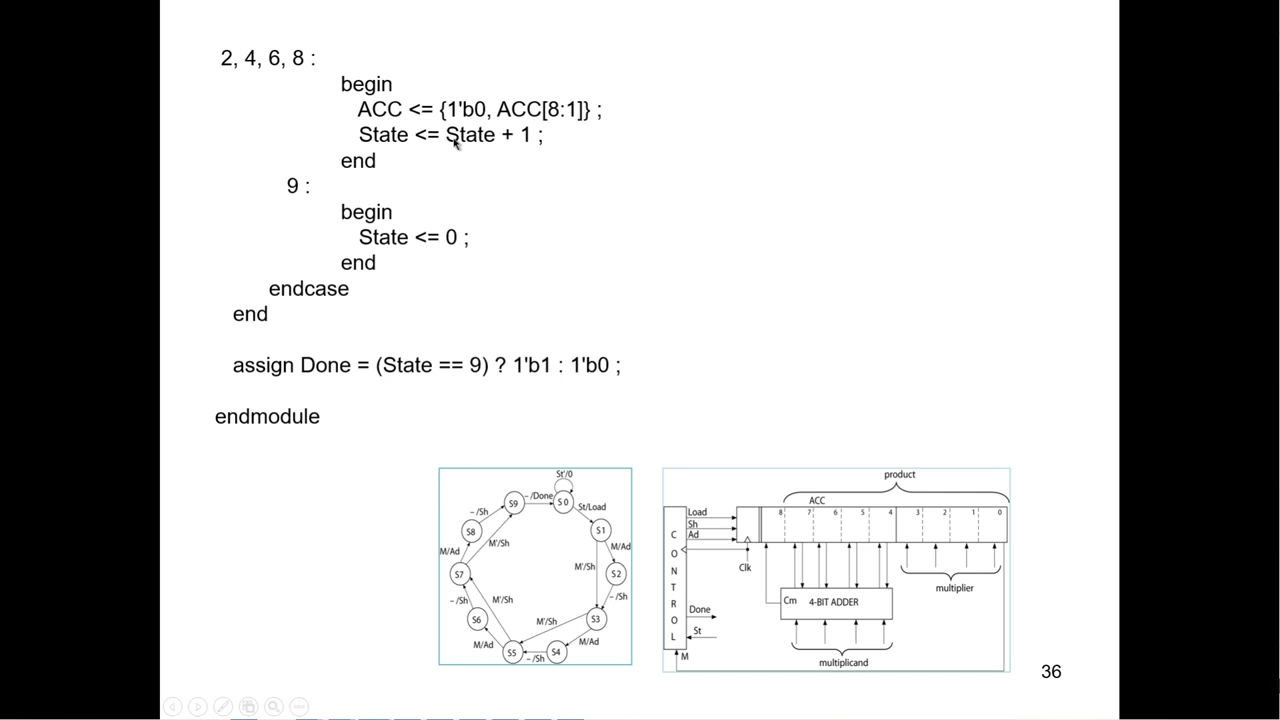 2, 4, 6, 8 :
begin
ACC <= {1'b0, ACC[8:1]} ;
State <= State + 1 ;
end
9 :
begin
State <= 0 ;
end
endcase
end
assign Done = (State == 9) ? 1'b1 : 1'b0 ;
endmodule
St'/0
S9
– /Done
S 0
St/Load
– /Sh
S1
S8
M'/Sh
M/Ad
M/Ad
M'/Sh
S7
S2
– /Sh
M'/Sh
– /Sh
S6
M'/Sh
S3
M/Ad
M/Ad
S5
– /Sh
S4
product
ACC
Load
8 7 6 5 4 3 2 1 0
Sh
Ad
CONTROL
Clk
multiplier
Cm
4-BIT ADDER
Done
St
M
multiplicand
36